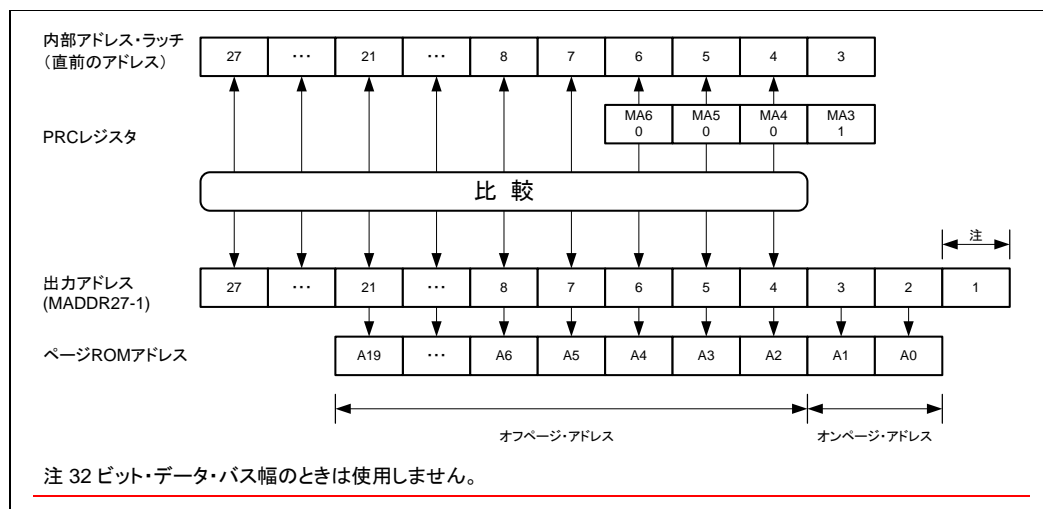 内部アドレス・ラッチ
(直前のアドレス)
27 ⋯ 21 ⋯ 8 7 6 5 4 3
PRCレジスタ
MA6 MA5 MA4 MA3
0 0 0 1
比 較
注
出力アドレス
(MADDR27-1)
27 ⋯ 21 ⋯ 8 7 6 5 4 3 2 1
ページROMアドレス
A19 ⋯ A6 A5 A4 A3 A2 A1 A0
オフページ・アドレス オンページ・アドレス
注 32 ビット・データ・バス幅のときは使用しません。